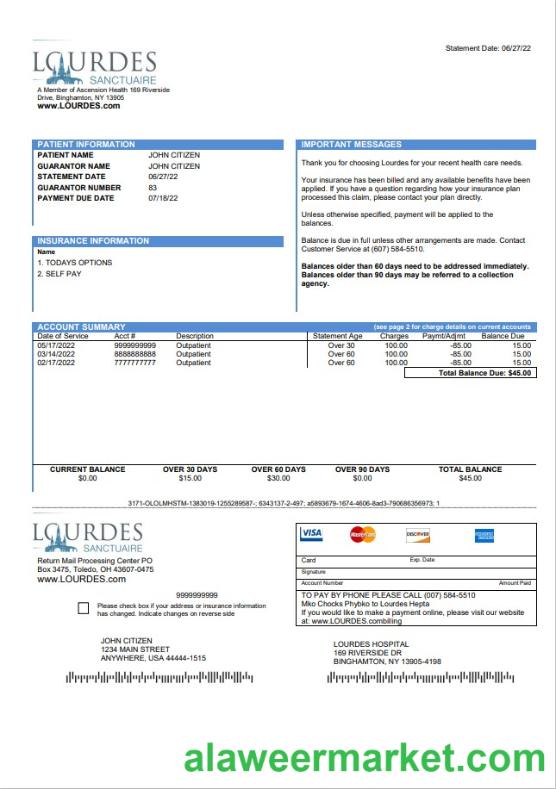 Statement Date: 06/27/22
LOURDES
SANCTUAIRE
A Member of Ascension Health 169 Riverside
Drive, Binghamton, NY 13905
www.LOURDES.com
PATIENT INFORMATION
PATIENT NAME JOHN CITIZEN
GUARANTOR NAME JOHN CITIZEN
STATEMENT DATE 06/27/22
GUARANTOR NUMBER 83
PAYMENT DUE DATE 07/18/22
INSURANCE INFORMATION
Name
1. TODAYS OPTIONS
2. SELF PAY
IMPORTANT MESSAGES
Thank you for choosing Lourdes for your recent health care needs.
Your insurance has been billed and any available benefits have been
applied. If you have a question regarding how your insurance plan
processed this claim, please contact your plan directly.
Unless otherwise specified, payment will be applied to the
balances.
Balance is due in full unless other arrangements are made. Contact
Customer Service at (607) 584-5510.
Balances older than 60 days need to be addressed immediately.
Balances older than 90 days may be referred to a collection
agency.
ACCOUNT SUMMARY (see page 2 for charge details on current accounts
Date of Service Acct # Description Statement Age Charges Paymt/Adjmt Balance Due
05/17/2022 9999999999 Outpatient Over 30 100.00 -85.00 15.00
03/14/2022 8888888888 Outpatient Over 60 100.00 -85.00 15.00
02/17/2022 7777777777 Outpatient Over 60 100.00 -85.00 15.00
Total Balance Due: $45.00
CURRENT BALANCE OVER 30 DAYS OVER 60 DAYS OVER 90 DAYS TOTAL BALANCE
$0.00 $15.00 $30.00 $0.00 $45.00
3171-OLOLMHSTM-1383019-1255289587-; 6343137-2-497; a5893679-1674-4606-8ad3-790686356973; 1
LOURDES
SANCTUAIRE
Return Mail Processing Center PO
Box 3475, Toledo, OH 43607-0475
www.LOURDES.com
9999999999
Please check box if your address or insurance information
has changed. Indicate changes on reverse side
VISA MasterCard DISCOVER AMERICAN EXPRESS
Card Exp. Date
Signature
Account Number Amount Paid
TO PAY BY PHONE PLEASE CALL (007) 584-5510
Mko Chocks Phybko to Lourdes Hepta
If you would like to make a payment online, please visit our website
at: www.LOURDES.combilling
JOHN CITIZEN
1234 MAIN STREET
ANYWHERE, USA 44444-1515
LOURDES HOSPITAL
169 RIVERSIDE DR
BINGHAMTON, NY 13905-4198
alaweermarket.com